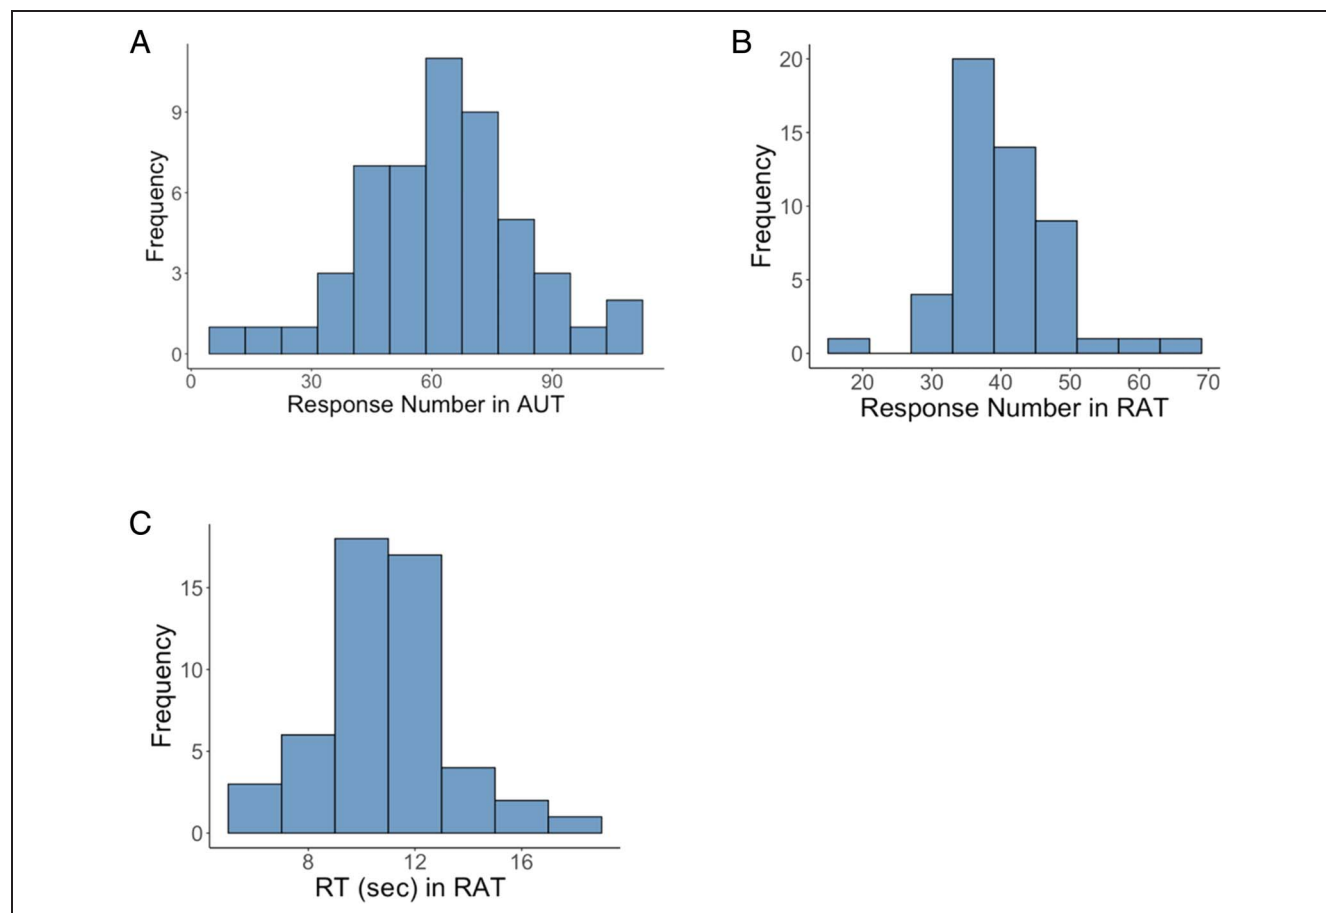 A
Frequency
9
6
3
0
0 30 60 90
Response Number in AUT
B
Frequency
20
15
10
5
0
20 30 40 50 60 70
Response Number in RAT
C
Frequency
15
10
5
0
8 12 16
RT (sec) in RAT